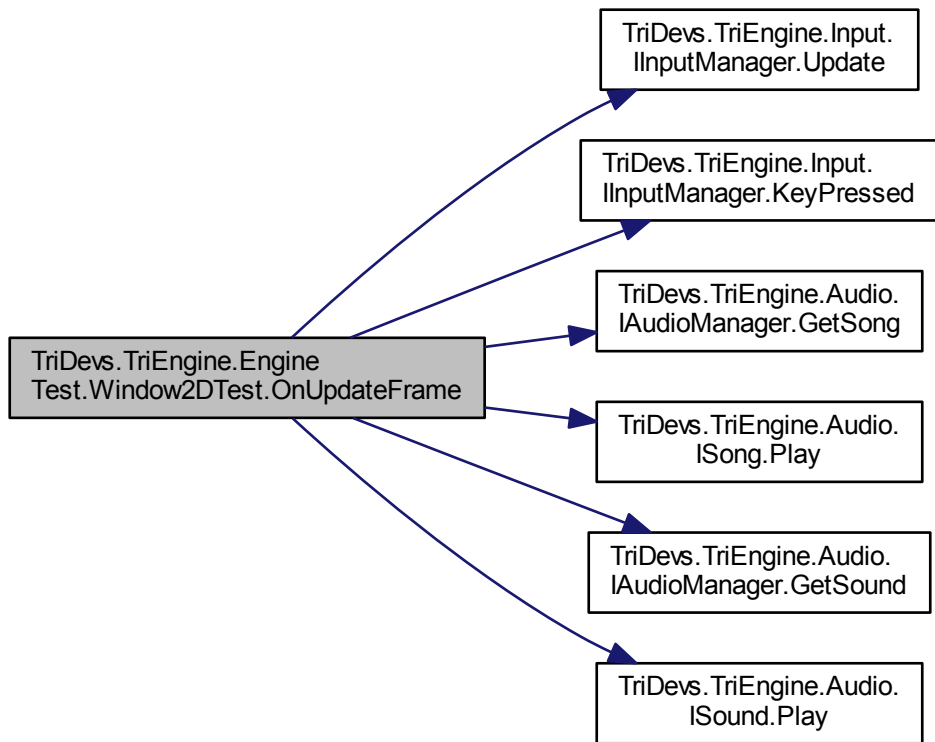 TriDevs.TriEngine.Input.
IInputManager.Update
TriDevs.TriEngine.Input.
IInputManager.KeyPressed
TriDevs.TriEngine.Audio.
IAudioManager.GetSong
TriDevs.TriEngine.Engine
Test.Window2DTest.OnUpdateFrame
TriDevs.TriEngine.Audio.
ISong.Play
TriDevs.TriEngine.Audio.
IAudioManager.GetSound
TriDevs.TriEngine.Audio.
ISound.Play